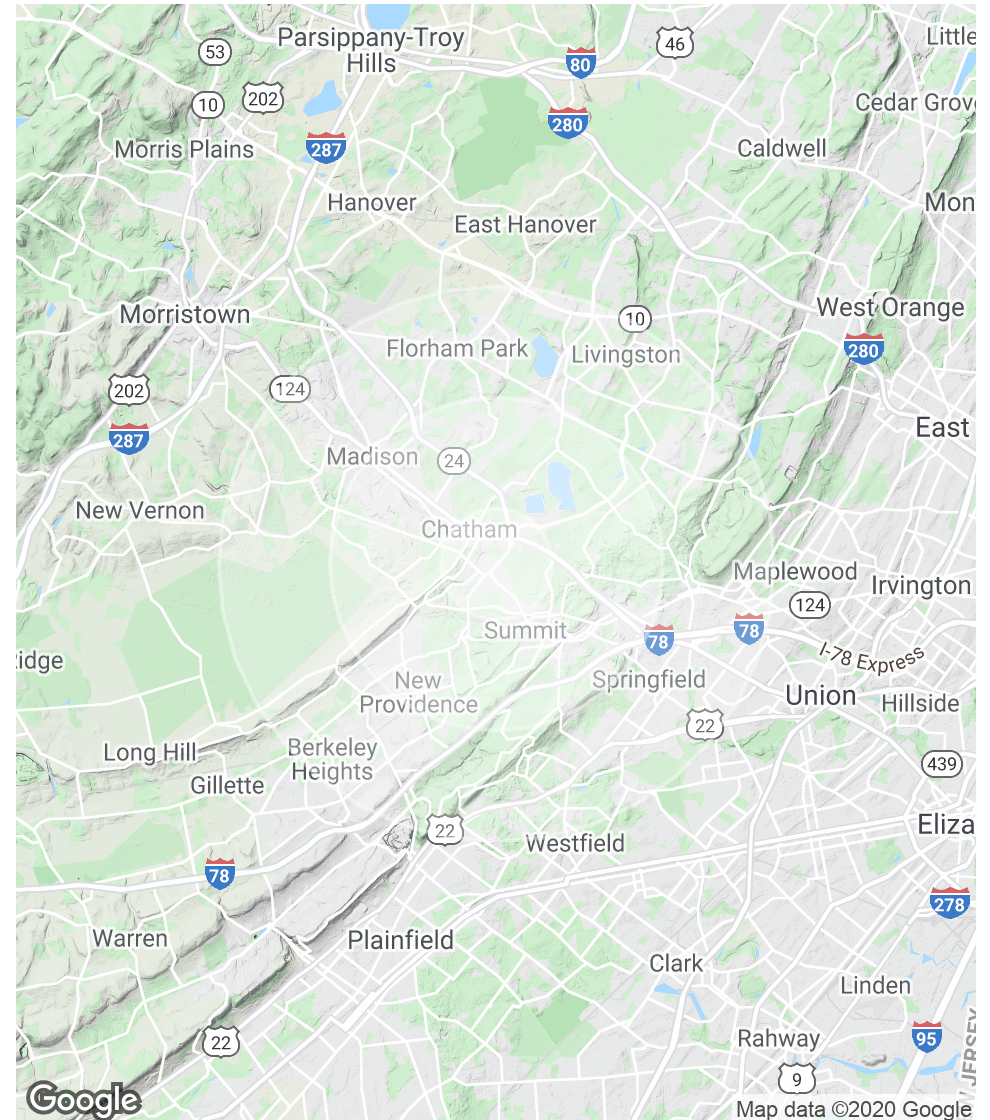 Parsippany-Troy
Hills
53
46
Little
80
10
202
Cedar Grov
280
287
Morris Plains
Caldwell
Hanover
Mon
East Hanover
Morristown
West Orange
10
Florham Park
Livingston
280
202
124
287
East
Madison
24
New Vernon
Chatham
Maplewood
Irvington
124
Summit
78
78
I-78 Express
idge
New
Providence
Springfield
Union
Hillside
22
Long Hill
Berkeley
Heights
439
Gillette
22
Eliza
Westfield
78
278
Warren
Plainfield
Clark
Linden
22
Rahway
95
JERSEY
9
Google
Map data ©2020 Google